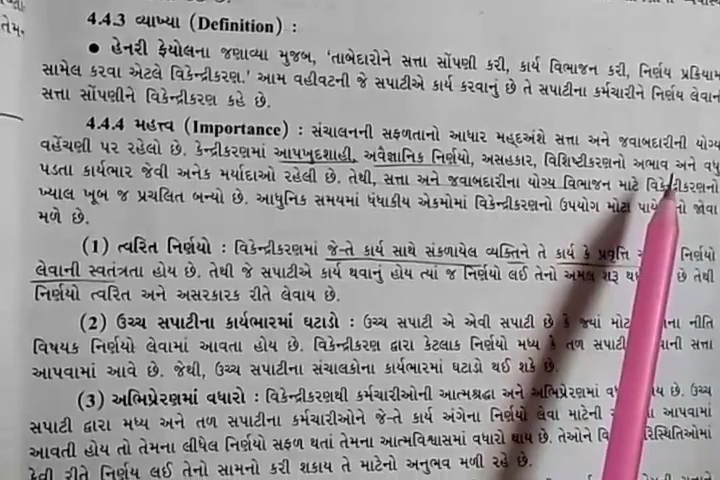 તેમ.
4.4.3 વ્યાખ્યા (Definition) :
● હેનરી ફેયોલના જણાવ્યા મુજબ, 'તાબેદારોને સત્તા સોંપણી કરી, કાર્ય વિભાજન કરી, નિર્ણય પ્રક્રિયામ
સામેલ કરવા એટલે વિકેન્દ્રીકરણ.' આમ વહીવટની જે સપાટીએ કાર્ય કરવાનું છે તે સપાટીના કર્મચારીને નિર્ણય લેવાન
સત્તા સોંપણીને વિકેન્દ્રીકરણ કહે છે.
4.4.4 મહત્ત્વ (Importance) : સંચાલનની સફળતાનો આધાર મહ્દઅંશે સત્તા અને જવાબદારીની યોગ્ય
વહેંચણી પર રહેલો છે. કેન્દ્રીકરણમાં આપખુદશાહી, અવૈજ્ઞાનિક નિર્ણયો, અસહકાર, વિશિષ્ટીકરણનો અભાવ અને વધુ
પડતા કાર્યભાર જેવી અનેક મર્યાદાઓ રહેલી છે. તેથી, સત્તા અને જવાબદારીના યોગ્ય વિભાજન માટે વિકેન્દ્રીકરણનો
ખ્યાલ ખૂબ જ પ્રચલિત બન્યો છે. આધુનિક સમયમાં ધંધાકીય એકમોમાં વિકેન્દ્રીકરણનો ઉપયોગ મોટા જોવા
મળે છે.
(1) ત્વરિત નિર્ણયો : વિકેન્દ્રીકરણમાં જે-તે કાર્ય સાથે સંકળાયેલ વ્યક્તિને તે કાર્ય કે પ્રવૃત્તિ નિર્ણયો
લેવાની સ્વતંત્રતા હોય છે. તેથી જે સપાટીએ કાર્ય થવાનું હોય ત્યાં જ નિર્ણયો લઈ તેનો અમલ શરૂ છે તેથી
નિર્ણયો ત્વરિત અને અસરકારક રીતે લેવાય છે.
(2) ઉચ્ચ સપાટીના કાર્યભારમાં ઘટાડો : ઉચ્ચ સપાટી એ એવી સપાટી છે કે જ્યાં નીતિ
વિષયક નિર્ણયો લેવામાં આવતા હોય છે. વિકેન્દ્રીકરણ દ્વારા કેટલાક નિર્ણયો મધ્ય કે તળ સપાટી સત્તા
આપવામાં આવે છે. જેથી, ઉચ્ચ સપાટીના સંચાલકોના કાર્યભારમાં ઘટાડો થઈ શકે છે.
(3) અભિપ્રેરણમાં વધારો : વિકેન્દ્રીકરણથી કર્મચારીઓની આત્મશ્રદ્ધા અને અભિપ્રેરણમાં છે. ઉચ્ચ
સપાટી દ્વારા મધ્ય અને તળ સપાટીના કર્મચારીઓને જે-તે કાર્ય અંગેના નિર્ણયો લેવા માટેની આપવામાં
આવતી હોય તો તેમના લીધેલ નિર્ણયો સફળ થતાં તેમના આત્મવિશ્વાસમાં વધારો થાય છે. તેઓને
કેવી રીતે નિર્ણય લઈ તેનો સામનો કરી શકાય તે માટેનો અનુભવ મળી રહે છે.